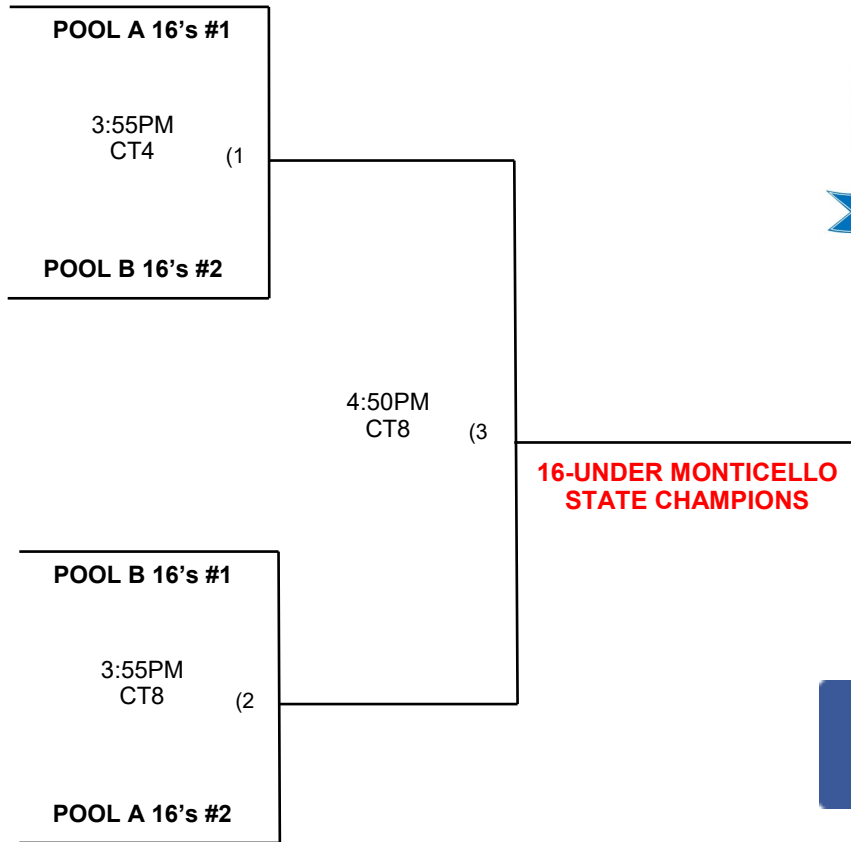 POOL A 16’s #1
3:55PM
CT4
(1
POOL B 16’s #2
4:50PM
CT8
(3
16-UNDER MONTICELLO
STATE CHAMPIONS
POOL B 16’s #1
3:55PM
CT8
(2
POOL A 16’s #2